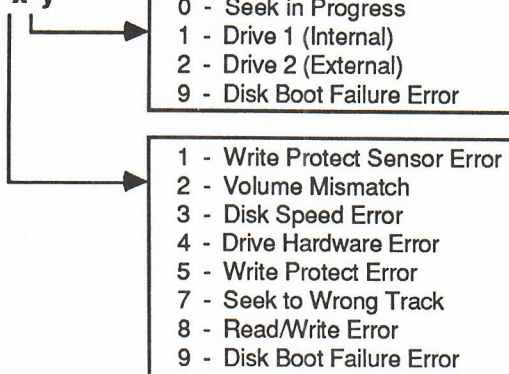 x y
0 - Seek in Progress
1 - Drive 1 (Internal)
2 - Drive 2 (External)
9 - Disk Boot Failure Error
1 - Write Protect Sensor Error
2 - Volume Mismatch
3 - Disk Speed Error
4 - Drive Hardware Error
5 - Write Protect Error
7 - Seek to Wrong Track
8 - Read/Write Error
9 - Disk Boot Failure Error